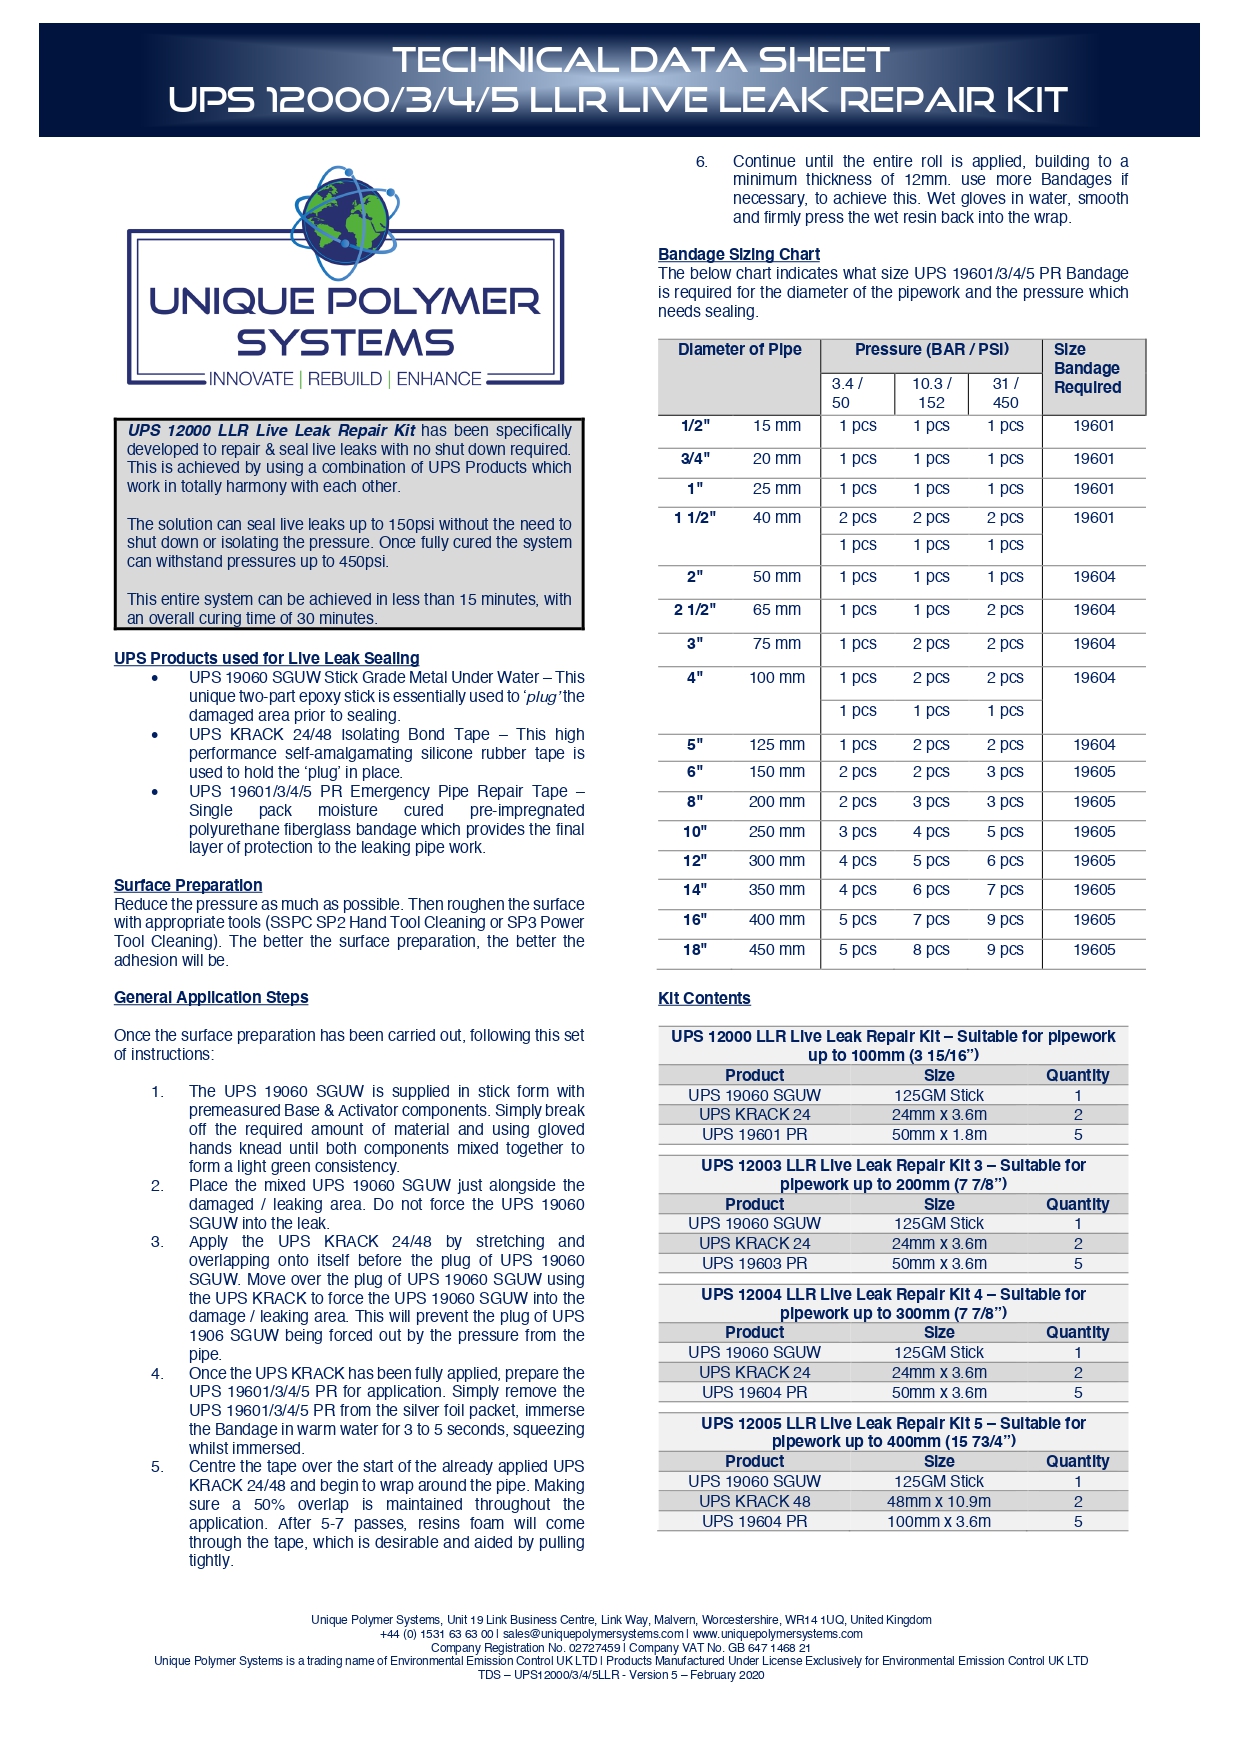 TECHNICAL DATA SHEET
UPS 12000/3/4/5 LLR LIVE LEAK REPAIR KIT
UNIQUE POLYMER
SYSTEMS
INNOVATE | REBUILD | ENHANCE
UPS 12000 LLR Live Leak Repair Kit has been specifically
developed to repair & seal live leaks with no shut down required.
This is achieved by using a combination of UPS Products which
work in totally harmony with each other.
The solution can seal live leaks up to 150psi without the need to
shut down or isolating the pressure. Once fully cured the system
can withstand pressures up to 450psi.
This entire system can be achieved in less than 15 minutes, with
an overall curing time of 30 minutes.
UPS Products used for Live Leak Sealing
• UPS 19060 SGUW Stick Grade Metal Under Water – This
unique two-part epoxy stick is essentially used to ‘plug’ the
damaged area prior to sealing.
• UPS KRACK 24/48 Isolating Bond Tape – This high
performance self-amalgamating silicone rubber tape is
used to hold the ‘plug’ in place.
• UPS 19601/3/4/5 PR Emergency Pipe Repair Tape –
Single pack moisture cured pre-impregnated
polyurethane fiberglass bandage which provides the final
layer of protection to the leaking pipe work.
Surface Preparation
Reduce the pressure as much as possible. Then roughen the surface
with appropriate tools (SSPC SP2 Hand Tool Cleaning or SP3 Power
Tool Cleaning). The better the surface preparation, the better the
adhesion will be.
General Application Steps
Once the surface preparation has been carried out, following this set
of instructions:
1. The UPS 19060 SGUW is supplied in stick form with
premeasured Base & Activator components. Simply break
off the required amount of material and using gloved
hands knead until both components mixed together to
form a light green consistency.
2. Place the mixed UPS 19060 SGUW just alongside the
damaged / leaking area. Do not force the UPS 19060
SGUW into the leak.
3. Apply the UPS KRACK 24/48 by stretching and
overlapping onto itself before the plug of UPS 19060
SGUW. Move over the plug of UPS 19060 SGUW using
the UPS KRACK to force the UPS 19060 SGUW into the
damage / leaking area. This will prevent the plug of UPS
1906 SGUW being forced out by the pressure from the
pipe.
4. Once the UPS KRACK has been fully applied, prepare the
UPS 19601/3/4/5 PR for application. Simply remove the
UPS 19601/3/4/5 PR from the silver foil packet, immerse
the Bandage in warm water for 3 to 5 seconds, squeezing
whilst immersed.
5. Centre the tape over the start of the already applied UPS
KRACK 24/48 and begin to wrap around the pipe. Making
sure a 50% overlap is maintained throughout the
application. After 5-7 passes, resins foam will come
through the tape, which is desirable and aided by pulling
tightly.
6. Continue until the entire roll is applied, building to a
minimum thickness of 12mm. use more Bandages if
necessary, to achieve this. Wet gloves in water, smooth
and firmly press the wet resin back into the wrap.
Bandage Sizing Chart
The below chart indicates what size UPS 19601/3/4/5 PR Bandage
is required for the diameter of the pipework and the pressure which
needs sealing.
Diameter of Pipe Pressure (BAR / PSI) Size
Bandage
Required
3.4 / 10.3 / 31 /
50 152 450
1/2" 15 mm 1 pcs 1 pcs 1 pcs 19601
3/4" 20 mm 1 pcs 1 pcs 1 pcs 19601
1" 25 mm 1 pcs 1 pcs 1 pcs 19601
1 1/2" 40 mm 2 pcs 2 pcs 2 pcs 19601
1 pcs 1 pcs 1 pcs
2" 50 mm 1 pcs 1 pcs 1 pcs 19604
2 1/2" 65 mm 1 pcs 1 pcs 2 pcs 19604
3" 75 mm 1 pcs 2 pcs 2 pcs 19604
4" 100 mm 1 pcs 2 pcs 2 pcs 19604
1 pcs 1 pcs 1 pcs
5" 125 mm 1 pcs 2 pcs 2 pcs 19604
6" 150 mm 2 pcs 2 pcs 3 pcs 19605
8" 200 mm 2 pcs 3 pcs 3 pcs 19605
10" 250 mm 3 pcs 4 pcs 5 pcs 19605
12" 300 mm 4 pcs 5 pcs 6 pcs 19605
14" 350 mm 4 pcs 6 pcs 7 pcs 19605
16" 400 mm 5 pcs 7 pcs 9 pcs 19605
18" 450 mm 5 pcs 8 pcs 9 pcs 19605
Kit Contents
UPS 12000 LLR Live Leak Repair Kit – Suitable for pipework
up to 100mm (3 15/16”)
Product Size Quantity
UPS 19060 SGUW 125GM Stick 1
UPS KRACK 24 24mm x 3.6m 2
UPS 19601 PR 50mm x 1.8m 5
UPS 12003 LLR Live Leak Repair Kit 3 – Suitable for
pipework up to 200mm (7 7/8”)
Product Size Quantity
UPS 19060 SGUW 125GM Stick 1
UPS KRACK 24 24mm x 3.6m 2
UPS 19603 PR 50mm x 3.6m 5
UPS 12004 LLR Live Leak Repair Kit 4 – Suitable for
pipework up to 300mm (7 7/8”)
Product Size Quantity
UPS 19060 SGUW 125GM Stick 1
UPS KRACK 24 24mm x 3.6m 2
UPS 19604 PR 50mm x 3.6m 5
UPS 12005 LLR Live Leak Repair Kit 5 – Suitable for
pipework up to 400mm (15 73/4”)
Product Size Quantity
UPS 19060 SGUW 125GM Stick 1
UPS KRACK 48 48mm x 10.9m 2
UPS 19604 PR 100mm x 3.6m 5
Unique Polymer Systems, Unit 19 Link Business Centre, Link Way, Malvern, Worcestershire, WR14 1UQ, United Kingdom
+44 (0) 1531 63 63 00 | sales@uniquepolymersystems.com | www.uniquepolymersystems.com
Company Registration No. 02727459 | Company VAT No. GB 647 1468 21
Unique Polymer Systems is a trading name of Environmental Emission Control UK LTD | Products Manufactured Under License Exclusively for Environmental Emission Control UK LTD
TDS – UPS12000/3/4/5LLR - Version 5 – February 2020